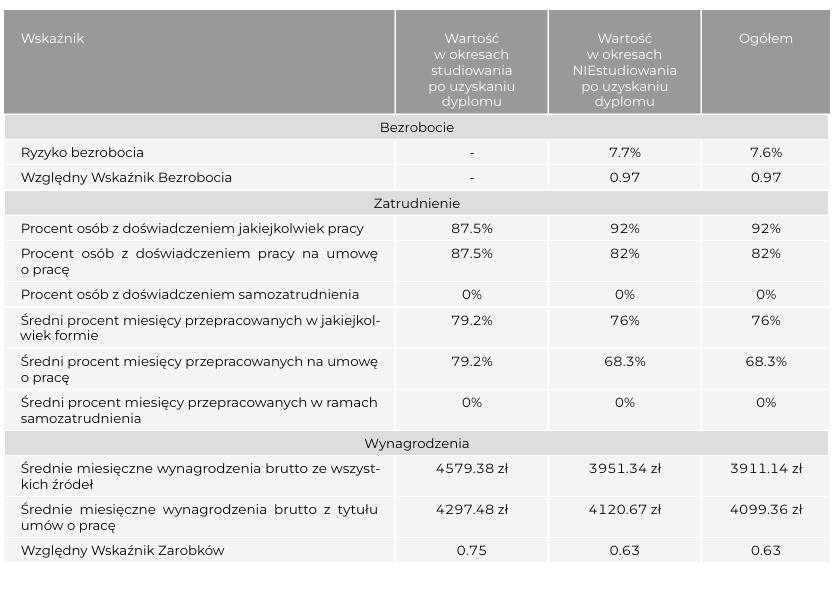 Wskaźnik
Wartość
w okresach
studiowania
po uzyskaniu
dyplomu
Wartość
w okresach
NIEstudiowania
po uzyskaniu
dyplomu
Ogółem
Bezrobocie
Ryzyko bezrobocia - 7.7% 7.6%
Względny Wskaźnik Bezrobocia - 0.97 0.97
Zatrudnienie
Procent osób z doświadczeniem jakiejkolwiek pracy 87.5% 92% 92%
Procent osób z doświadczeniem pracy na umowę 87.5% 82% 82%
o pracę
Procent osób z doświadczeniem samozatrudnienia 0% 0% 0%
Średni procent miesięcy przepracowanych w jakiejkol- 79.2% 76% 76%
wiek formie
Średni procent miesięcy przepracowanych na umowę 79.2% 68.3% 68.3%
o pracę
Średni procent miesięcy przepracowanych w ramach 0% 0% 0%
samozatrudnienia
Wynagrodzenia
Średnie miesięczne wynagrodzenia brutto ze wszyst- 4579.38 zł 3951.34 zł 3911.14 zł
kich źródeł
Średnie miesięczne wynagrodzenia brutto z tytułu 4297.48 zł 4120.67 zł 4099.36 zł
umów o pracę
Względny Wskaźnik Zarobków 0.75 0.63 0.63